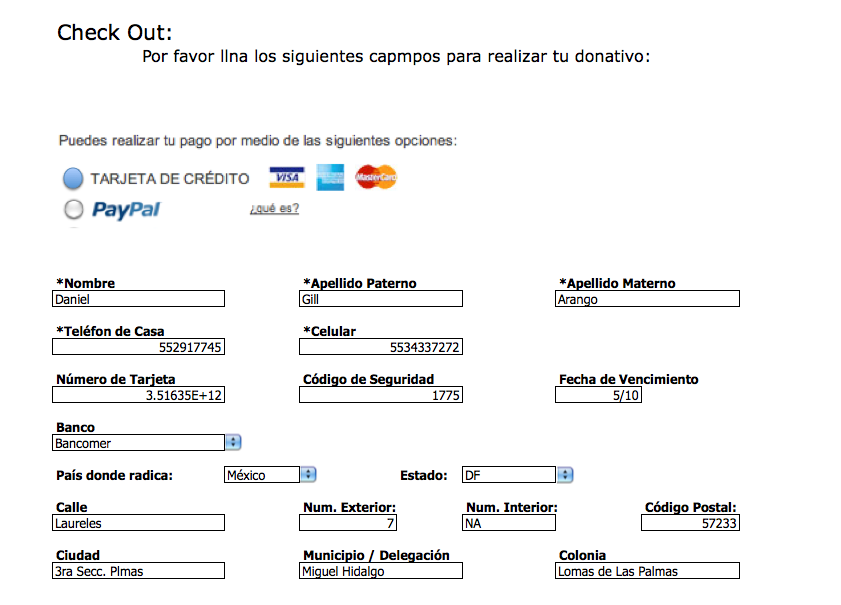 Check Out:
Por favor llna los siguientes capmpos para realizar tu donativo:
Puedes realizar tu pago por medio de las siguientes opciones:
TARJETA DE CRÉDITO VISA AMERICAN EXPRESS MasterCard
PayPal ¿qué es?
*Nombre *Apellido Paterno *Apellido Materno
Daniel Gill Arango
*Teléfon de Casa *Celular
552917745 5534337272
Número de Tarjeta Código de Seguridad Fecha de Vencimiento
3.51635E+12 1775 5/10
Banco
Bancomer
País donde radica: México Estado: DF
Calle Num. Exterior: Num. Interior: Código Postal:
Laureles 7 NA 57233
Ciudad Municipio / Delegación Colonia
3ra Secc. Plmas Miguel Hidalgo Lomas de Las Palmas